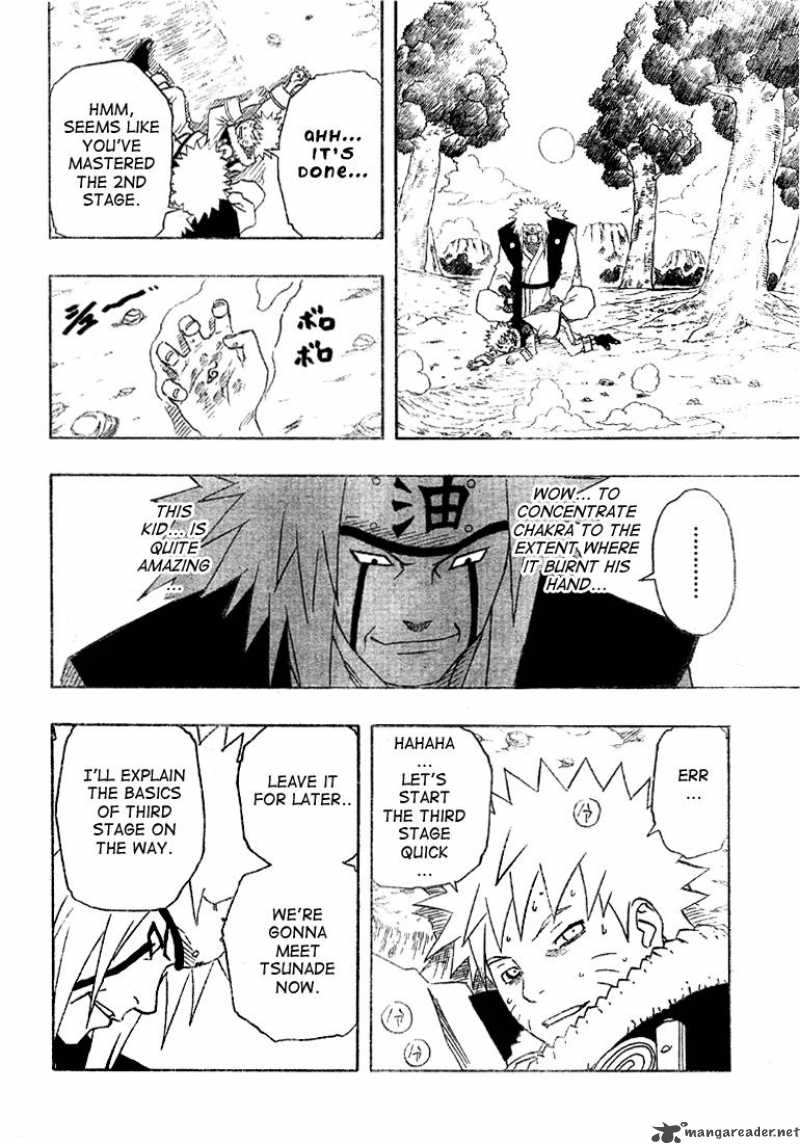 AHH...
IT'S
DONE...
HMM,
SEEMS LIKE
YOU'VE
MASTERED
THE 2ND
STAGE.
ボロ
ボロ
油
.........
WOW... TO
CONCENTRATE
CHAKRA TO THE
EXTENT WHERE
IT BURNT HIS
HAND...
THIS
KID... IS
QUITE
AMAZING
...
ERR
...
HAHAHA
...
LET'S
START
THE THIRD
STAGE
QUICK
...
LEAVE IT
FOR LATER..
WE'RE
GONNA
MEET
TSUNADE
NOW.
I'LL EXPLAIN
THE BASICS
OF THIRD
STAGE ON
THE WAY.
mangareader.net